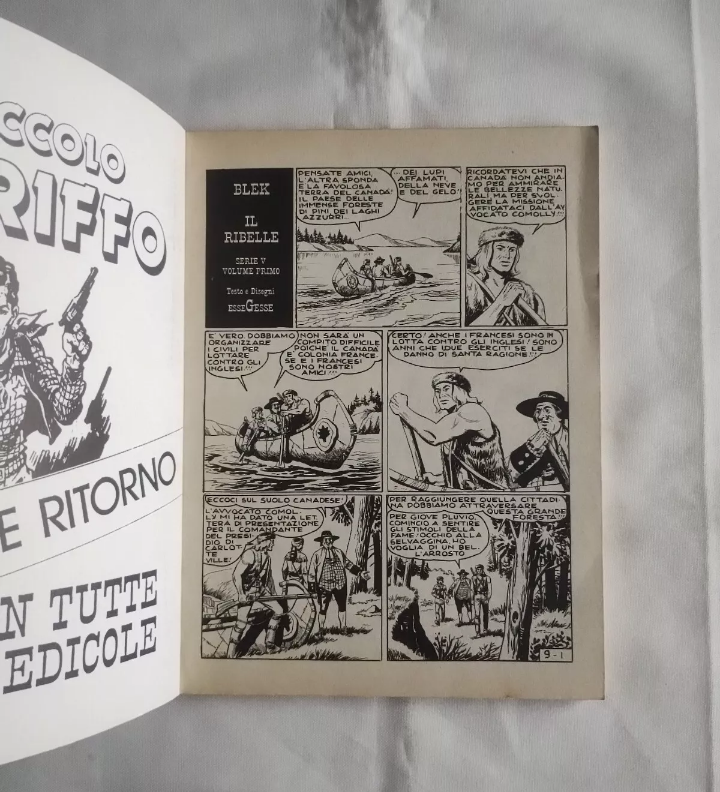 CCOLO
RIFFO
E RITORNO
N TUTTE
EDICOLE
BLEK
IL
RIBELLE
SERIE V
VOLUME PRIMO
Testo e Disegni
ESSEGESSE
PENSATE AMICI,
L'ALTRA SPONDA
E LA FAVOLOSA
TERRA DEL CANADA!
IL PAESE DELLE
IMMENSE FORESTE
DI PINI, DEI LAGHI
AZZURRI..
...DEI LUPI
AFFAMATI,
DELLA NEVE
E DEL GELO!
RICORDATEVI CHE IN
CANADA NON ANDIA-
MO PER AMMIRARE
LE BELLEZZE NATU-
RALI MA PER SVOL-
GERE LA MISSIONE
AFFIDATACI DALL'AV
VOCATO COMOLLY!!!
E' VERO. DOBBIAMO
ORGANIZZARE
I CIVILI PER
LOTTARE
CONTRO GLI
INGLESI!!!
NON SARA' UN
COMPITO DIFFICILE
POICHE IL CANADA
E' COLONIA FRANCE-
SE E I FRANCESI
SONO NOSTRI
AMICI!!!
CERTO! ANCHE I FRANCESI SONO IN
LOTTA CONTRO GLI INGLESI! SONO
ANNI CHE I DUE ESERCITI SE LE
DANNO DI SANTA RAGIONE!!!
ECCOCI SUL SUOLO CANADESE!
L'AVVOCATO COMOL-
LY MI HA DATO UNA LET
TERA DI PRESENTAZIONE
PER IL COMANDANTE
DEL PRESI
DIO DI
CARLOT-
TE
VILLE!
PER RAGGIUNGERE QUELLA CITTADI-
NA DOBBIAMO ATTRAVERSARE
QUESTA GRANDE
FORESTA!
PER GIOVE PLUVIO,
COMINCIO A SENTIRE
GLI STIMOLI DELLA
FAME! OCCHIO ALLA
SELVAGGINA, HO
VOGLIA DI UN BEL
L'ARROSTO
9-1